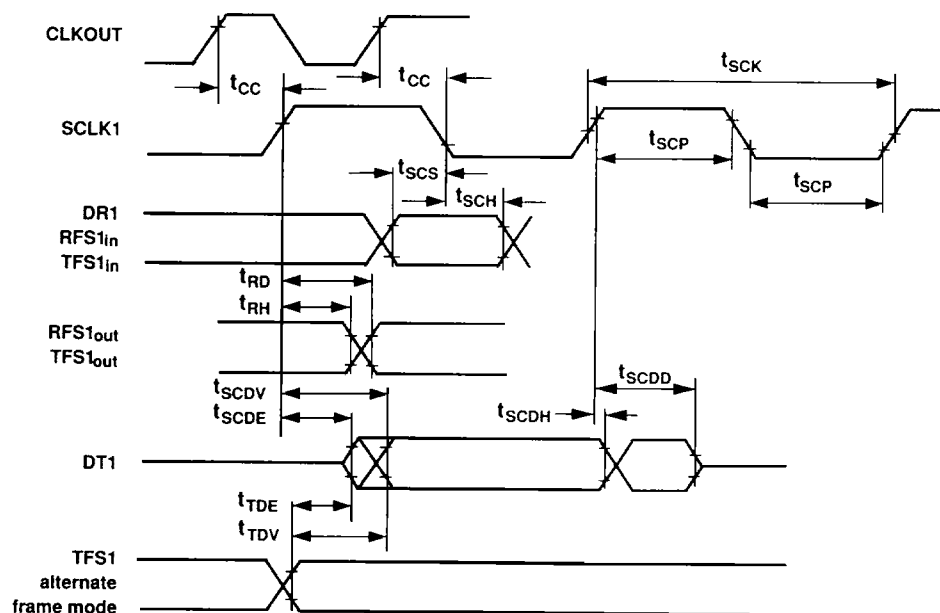 CLKOUT
tCC
tCC
tSCK
SCLK1
tSCP
tSCS
tSCP
tSCH
DR1
RFS1in
TFS1in
tRD
tRH
RFS1out
TFS1out
tSCDD
tSCDV
tSCDE
tSCDH
DT1
tTDE
tTDV
TFS1
alternate
frame mode